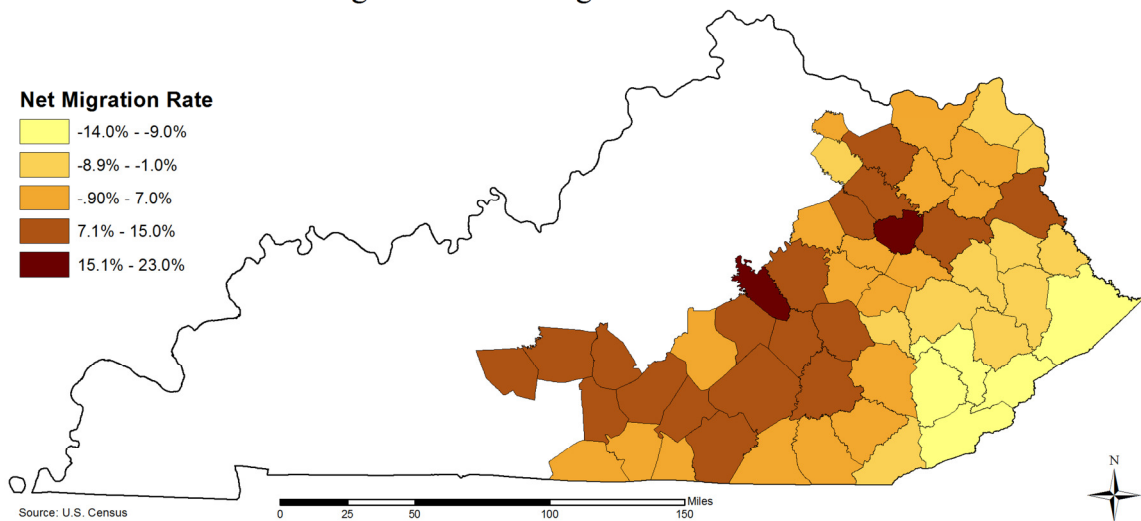 Net Migration Rate
-14.0% - -9.0%
-8.9% - -1.0%
-.90% - 7.0%
7.1% - 15.0%
15.1% - 23.0%
N
Miles
Source: U.S. Census
0 25 50 100 150